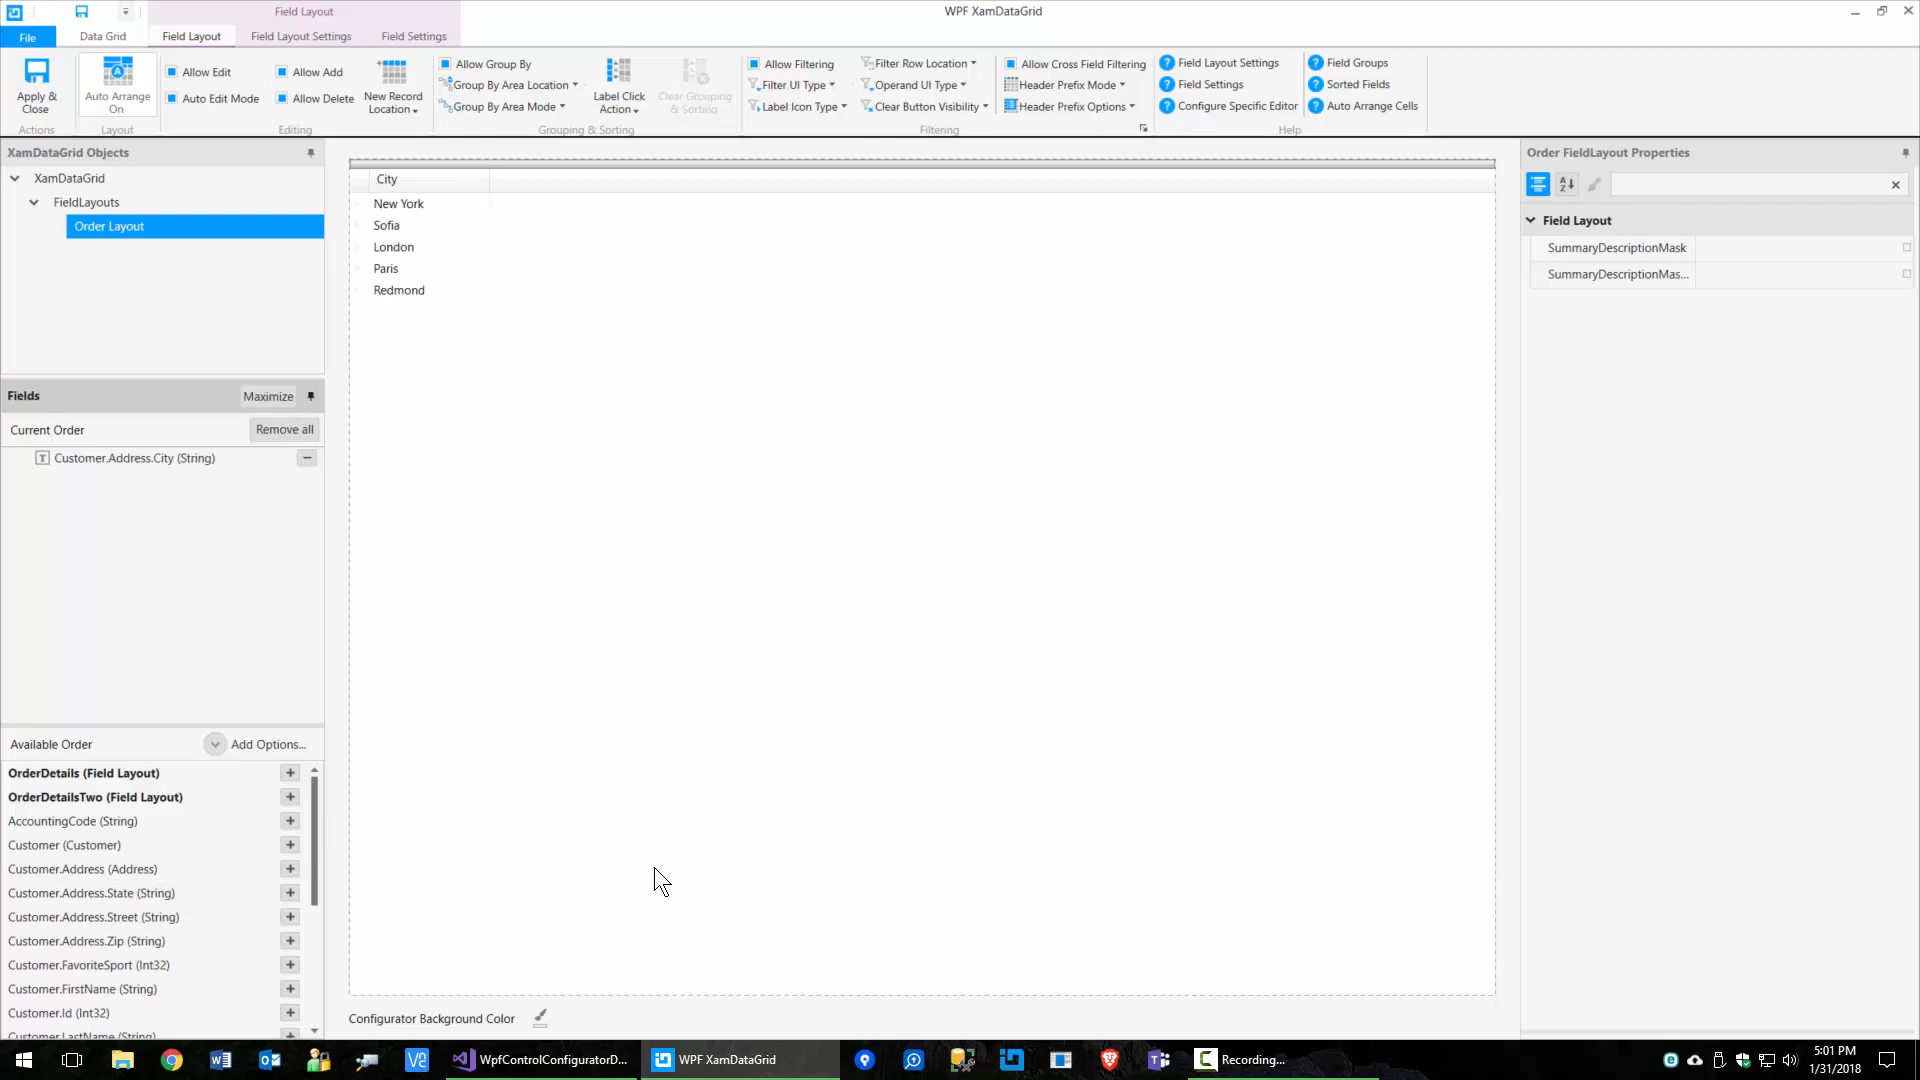 Field Layout
WPF XamDataGrid
File
Data Grid
Field Layout
Field Layout Settings
Field Settings
Apply & Close
Actions
Auto Arrange On
Layout
Allow Edit
Auto Edit Mode
Allow Add
Allow Delete
New Record Location
Editing
Allow Group By
Group By Area Location
Group By Area Mode
Label Click Action
Clear Grouping & Sorting
Grouping & Sorting
Allow Filtering
Filter UI Type
Label Icon Type
Filter Row Location
Operand UI Type
Clear Button Visibility
Filtering
Allow Cross Field Filtering
Header Prefix Mode
Header Prefix Options
Field Layout Settings
Field Settings
Configure Specific Editor
Field Groups
Sorted Fields
Auto Arrange Cells
Help
XamDataGrid Objects
XamDataGrid
FieldLayouts
Order Layout
Fields
Maximize
Current Order
Remove all
Customer.Address.City (String)
Available Order
Add Options...
OrderDetails (Field Layout)
OrderDetailsTwo (Field Layout)
AccountingCode (String)
Customer (Customer)
Customer.Address (Address)
Customer.Address.State (String)
Customer.Address.Street (String)
Customer.Address.Zip (String)
Customer.FavoriteSport (Int32)
Customer.FirstName (String)
Customer.Id (Int32)
Customer.LastName (String)
City
New York
Sofia
London
Paris
Redmond
Configurator Background Color
Order FieldLayout Properties
Field Layout
SummaryDescriptionMask
SummaryDescriptionMas...
WpfControlConfiguratorD...
WPF XamDataGrid
Recording...
5:01 PM
1/31/2018